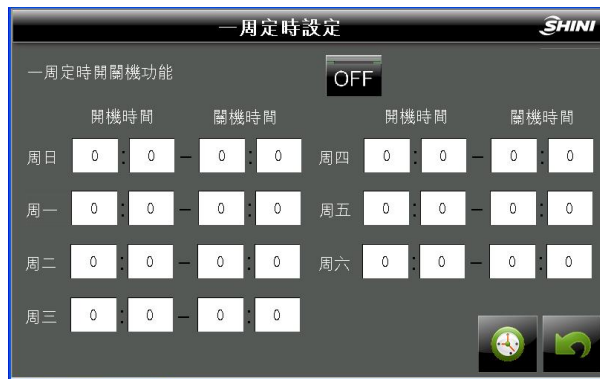 一周定時設定 SHINI
一周定時開關機功能 OFF
開機時間 關機時間 開機時間 關機時間
周日 0 : 0 – 0 : 0 周四 0 : 0 – 0 : 0
周一 0 : 0 – 0 : 0 周五 0 : 0 – 0 : 0
周二 0 : 0 – 0 : 0 周六 0 : 0 – 0 : 0
周三 0 : 0 – 0 : 0